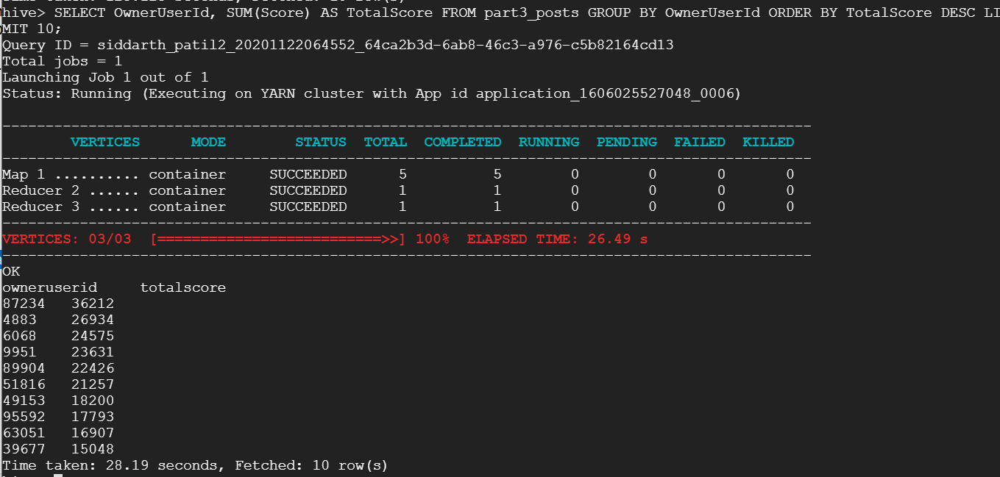 hive> SELECT OwnerUserId, SUM(Score) AS TotalScore FROM part3_posts GROUP BY OwnerUserId ORDER BY TotalScore DESC LI
MIT 10;
Query ID = siddarth_patil2_20201122064552_64ca2b3d-6ab8-46c3-a976-c5b82164cd13
Total jobs = 1
Launching Job 1 out of 1
Status: Running (Executing on YARN cluster with App id application_1606025527048_0006)
----------------------------------------------------------------------------------------------
        VERTICES      MODE        STATUS  TOTAL  COMPLETED  RUNNING  PENDING  FAILED  KILLED
----------------------------------------------------------------------------------------------
Map 1 .......... container     SUCCEEDED      5          5        0        0       0       0
Reducer 2 ...... container     SUCCEEDED      1          1        0        0       0       0
Reducer 3 ...... container     SUCCEEDED      1          1        0        0       0       0
----------------------------------------------------------------------------------------------
VERTICES: 03/03  [==========================>>] 100%  ELAPSED TIME: 26.49 s
----------------------------------------------------------------------------------------------
OK
owneruserid     totalscore
87234   36212
4883    26934
6068    24575
9951    23631
89904   22426
51816   21257
49153   18200
95592   17793
63051   16907
39677   15048
Time taken: 28.19 seconds, Fetched: 10 row(s)